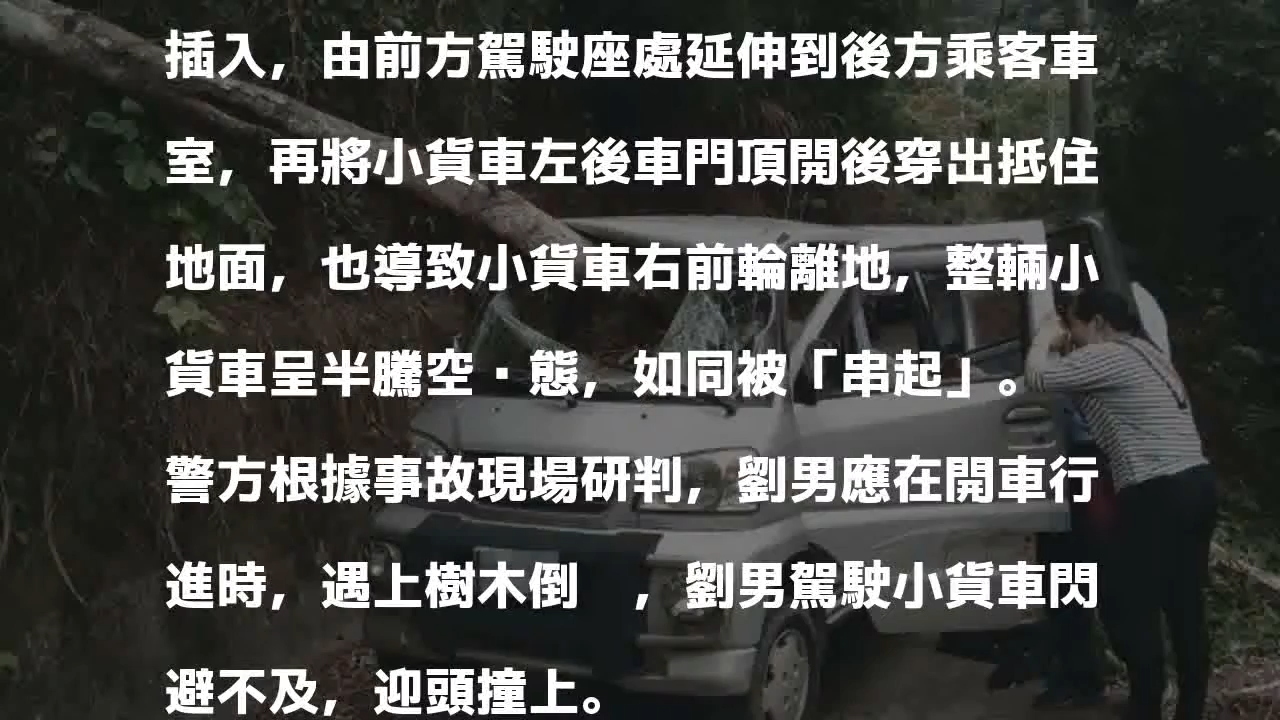 插入，由前方駕駛座處延伸到後方乘客車
室，再將小貨車左後車門頂開後穿出抵住
地面，也導致小貨車右前輪離地，整輛小
貨車呈半騰空·態，如同被「串起」。
警方根據事故現場研判，劉男應在開車行
進時，遇上樹木倒　，劉男駕駛小貨車閃
避不及，迎頭撞上。